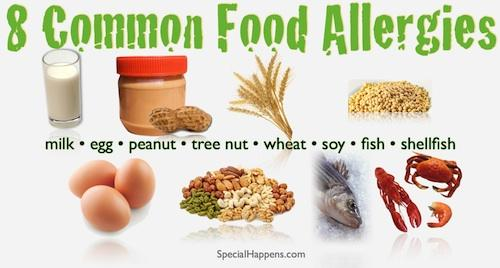 8 Common Food Allergies
milk • egg • peanut • tree nut • wheat • soy • fish • shellfish
SpecialHappens.com